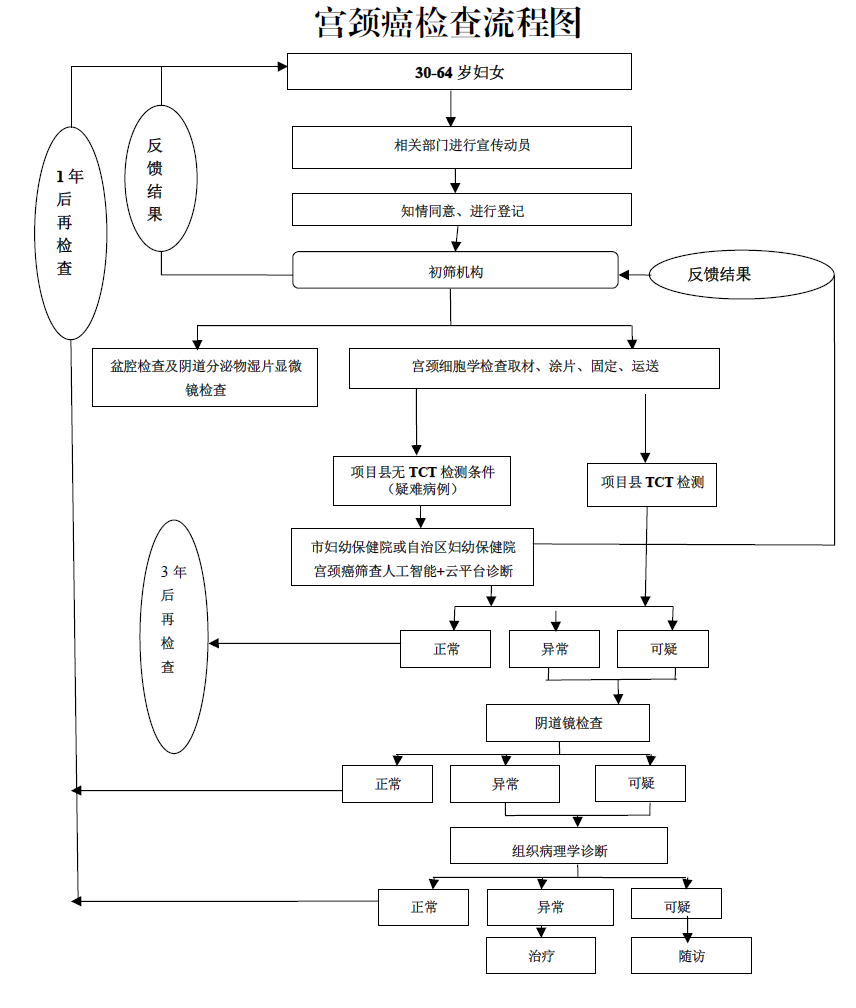 宫颈癌检查流程图
30-64 岁妇女
相关部门进行宣传动员
知情同意、进行登记
初筛机构
反馈结果
反
馈
结
果
1 年
后
再
检
查
盆腔检查及阴道分泌物湿片显微
镜检查
宫颈细胞学检查取材、涂片、固定、运送
项目县无 TCT 检测条件
（疑难病例）
项目县 TCT 检测
市妇幼保健院或自治区妇幼保健院
宫颈癌筛查人工智能+云平台诊断
3 年
后
再
检
查
正常
异常
可疑
阴道镜检查
正常
异常
可疑
组织病理学诊断
正常
异常
可疑
治疗
随访